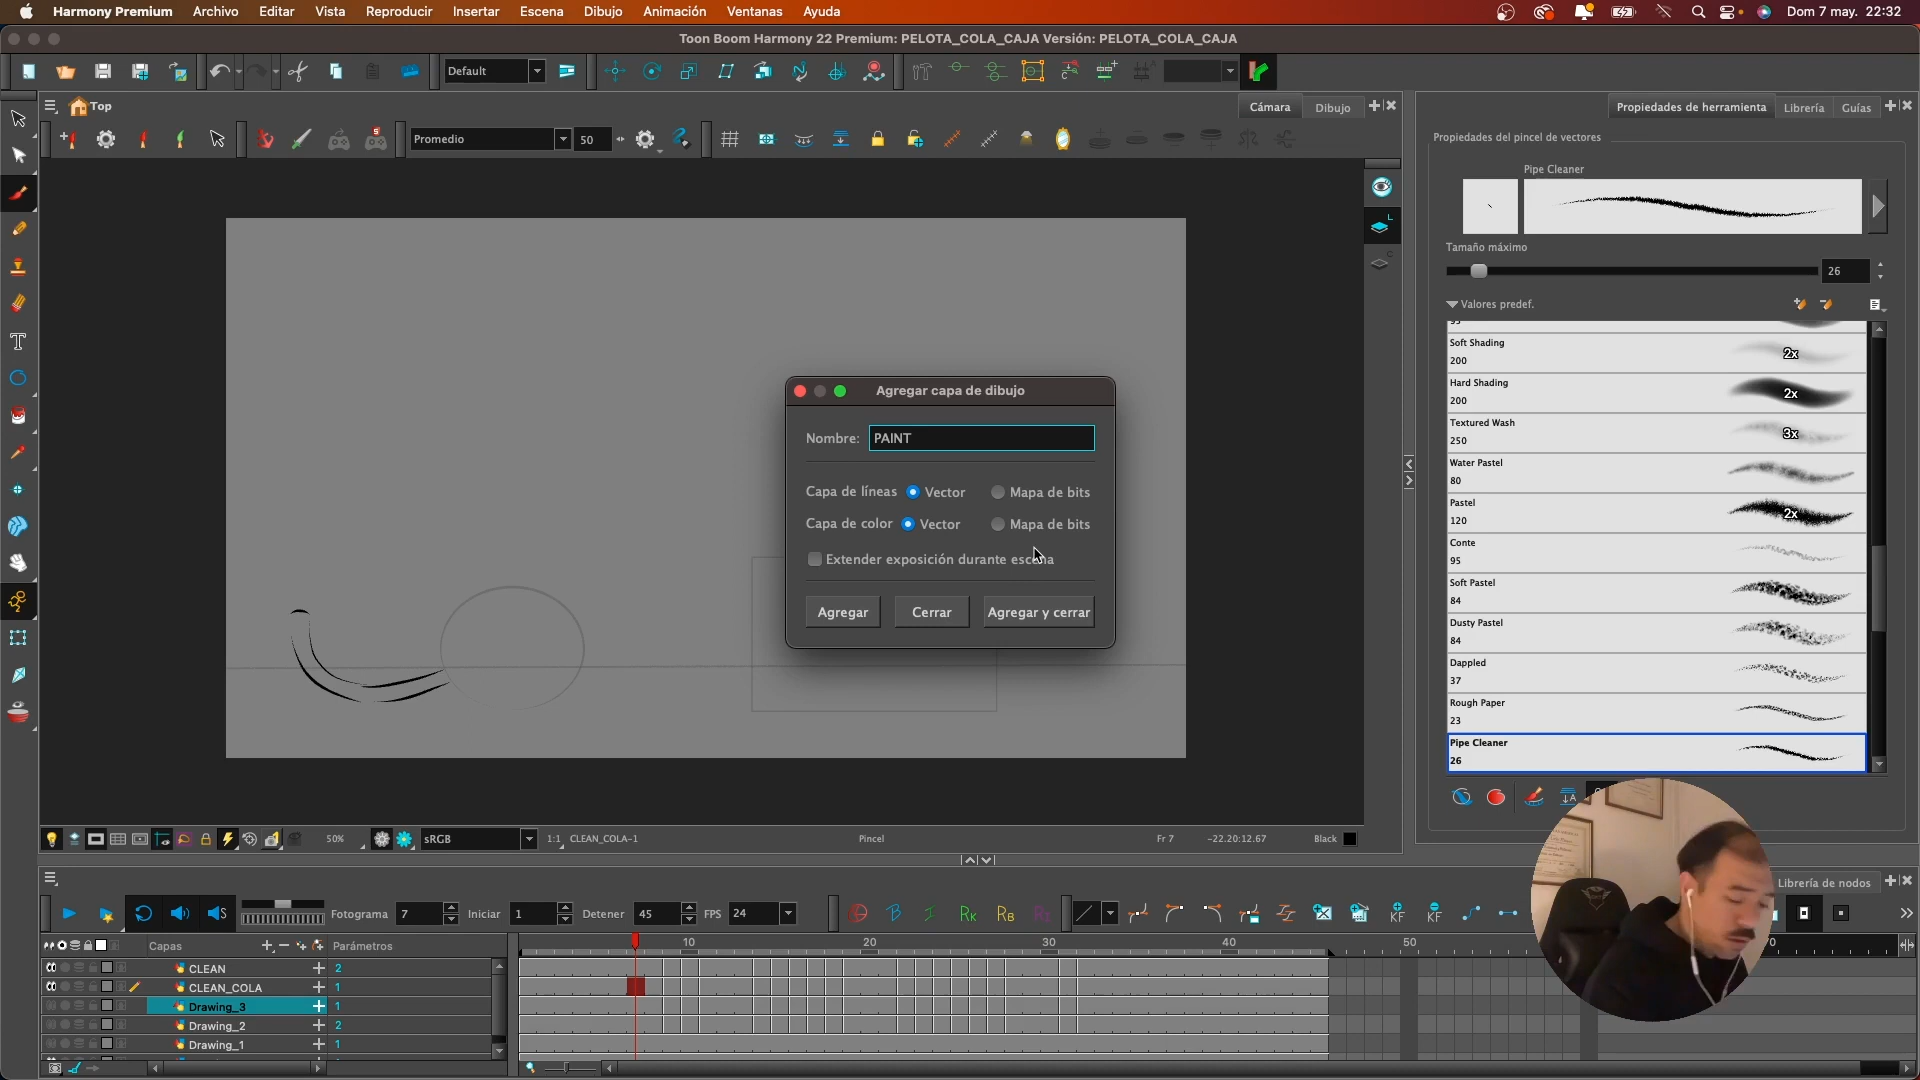 Harmony Premium Archivo Editar Vista Reproducir Insertar Escena Dibujo Animación Ventanas Ayuda Dom 7 may. 22:32
Toon Boom Harmony 22 Premium: PELOTA_COLA_CAJA Versión: PELOTA_COLA_CAJA
Default
Top
Cámara Dibujo
Propiedades de herramienta Librería Guías
Promedio 50
Propiedades del pincel de vectores
Pipe Cleaner
Tamaño máximo
26
Valores predef.
95
Soft Shading
200
2x
Hard Shading
200
2x
Textured Wash
250
3x
Water Pastel
80
Pastel
120
2x
Conte
95
Soft Pastel
84
Dusty Pastel
84
Dappled
37
Rough Paper
23
Pipe Cleaner
26
Agregar capa de dibujo
Nombre: PAINT
Capa de líneas Vector Mapa de bits
Capa de color Vector Mapa de bits
Extender exposición durante escena
Agregar Cerrar Agregar y cerrar
50% sRGB 1:1 CLEAN_COLA-1 Pincel Fr 7 -22.20:12.67 Black
Librería de nodos
Fotograma 7 Iniciar 1 Detener 45 FPS 24
Capas Parámetros
10 20 30 40 50 70
CLEAN 2
CLEAN_COLA 1
Drawing_3 1
Drawing_2 2
Drawing_1 1